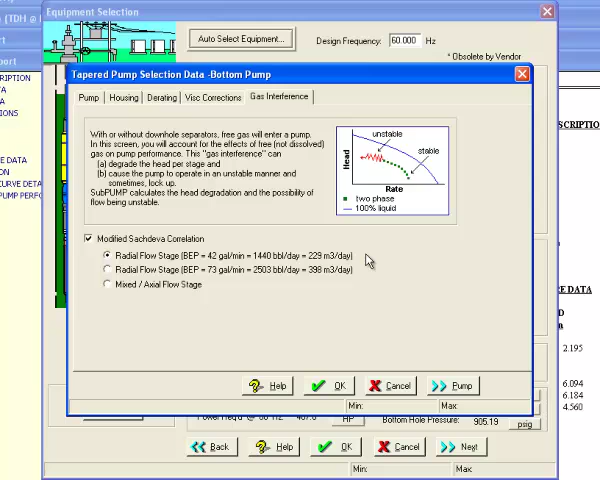 Equipment Selection
[TDH @
Auto Select Equipment...
Design Frequency: 60.000 Hz
* Obsolete by Vendor
port
Tapered Pump Selection Data -Bottom Pump
Pump Housing Derating Visc Corrections Gas Interference
With or without downhole separators, free gas will enter a pump.
In this screen, you will account for the effects of free (not dissolved)
gas on pump performance. This "gas interference" can
(a) degrade the head per stage and
(b) cause the pump to operate in an unstable manner and
sometimes, lock up.
SubPUMP calculates the head degradation and the possibility of
flow being unstable.
unstable
stable
Head
Rate
two phase
100% liquid
Modified Sachdeva Correlation
Radial Flow Stage (BEP = 42 gal/min = 1440 bbl/day = 229 m3/day)
Radial Flow Stage (BEP = 73 gal/min = 2503 bbl/day = 398 m3/day)
Mixed / Axial Flow Stage
Help OK Cancel Pump
Min: Max:
RIPTION
TA
A
IONS
E DATA
ON
CURVE DETA
PUMP PERFO
SCRIPTIO
E DATA
D
2.195
6.094
6.184
4.560
HP
Bottom Hole Pressure: 905.19 psig
Back Help OK Cancel Next
Min: Max: